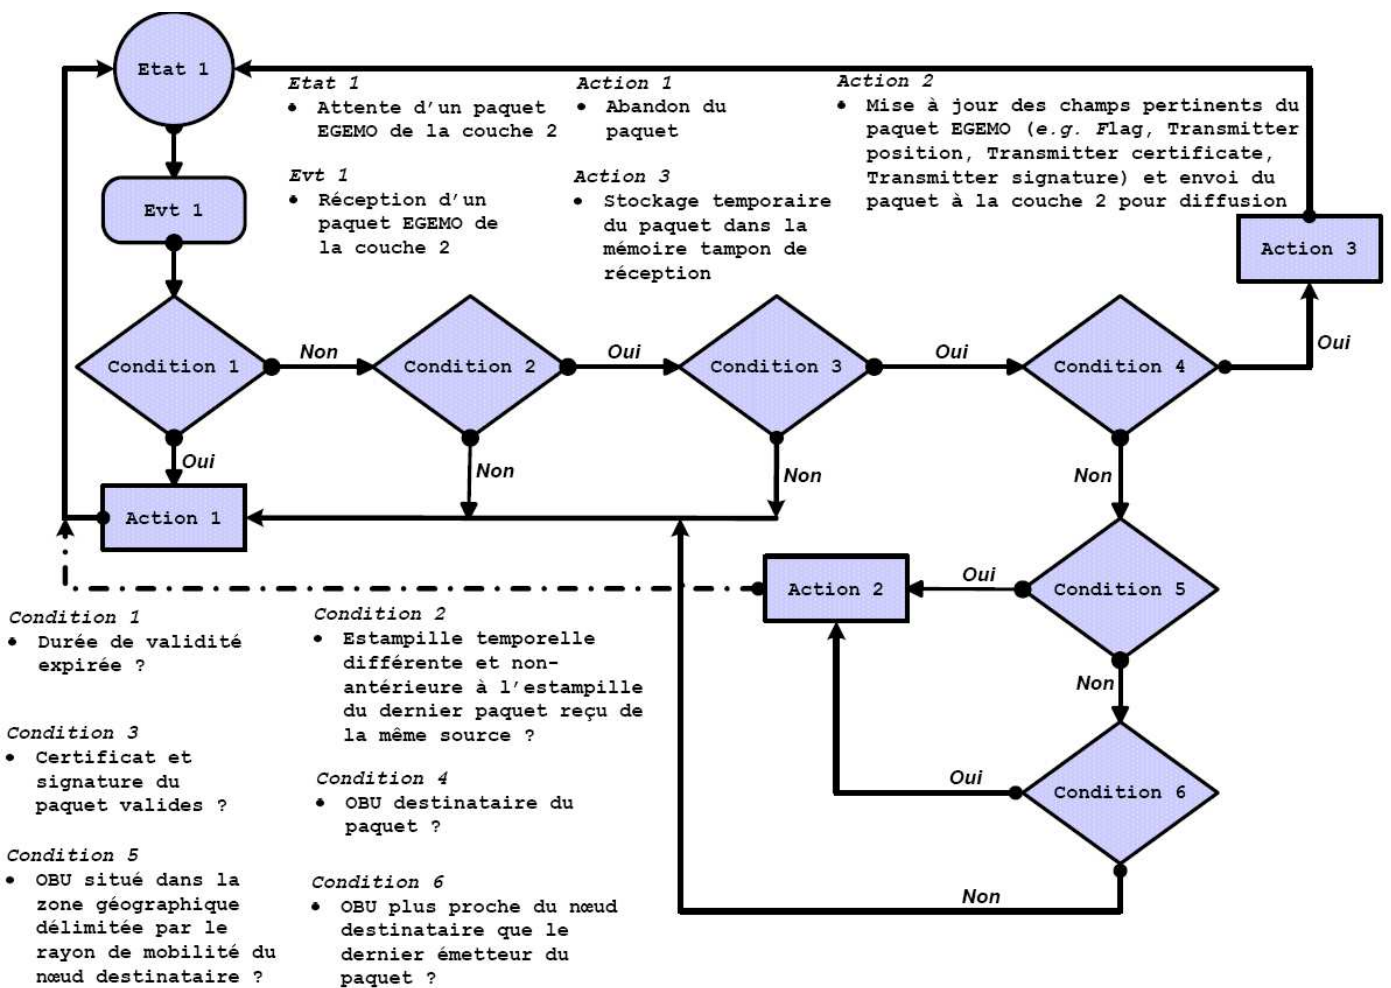 Etat 1
Etat 1
• Attente d'un paquet
EGEMO de la couche 2
Action 1
• Abandon du
paquet
Action 2
• Mise à jour des champs pertinents du
paquet EGEMO (e.g. Flag, Transmitter
position, Transmitter certificate,
Transmitter signature) et envoi du
paquet à la couche 2 pour diffusion
Evt 1
• Réception d'un
paquet EGEMO de
la couche 2
Action 3
• Stockage temporaire
du paquet dans la
mémoire tampon de
réception
Evt 1
Action 3
Condition 1
Non
Condition 2
Oui
Condition 3
Oui
Condition 4
Oui
Oui
Non
Non
Non
Action 1
Action 2
Oui
Condition 5
Non
Oui
Condition 6
Non
Condition 1
• Durée de validité
expirée ?
Condition 2
• Estampille temporelle
différente et non-
antérieure à l'estampille
du dernier paquet reçu de
la même source ?
Condition 3
• Certificat et
signature du
paquet valides ?
Condition 4
• OBU destinataire du
paquet ?
Condition 5
• OBU situé dans la
zone géographique
délimitée par le
rayon de mobilité du
nœud destinataire ?
Condition 6
• OBU plus proche du nœud
destinataire que le
dernier émetteur du
paquet ?